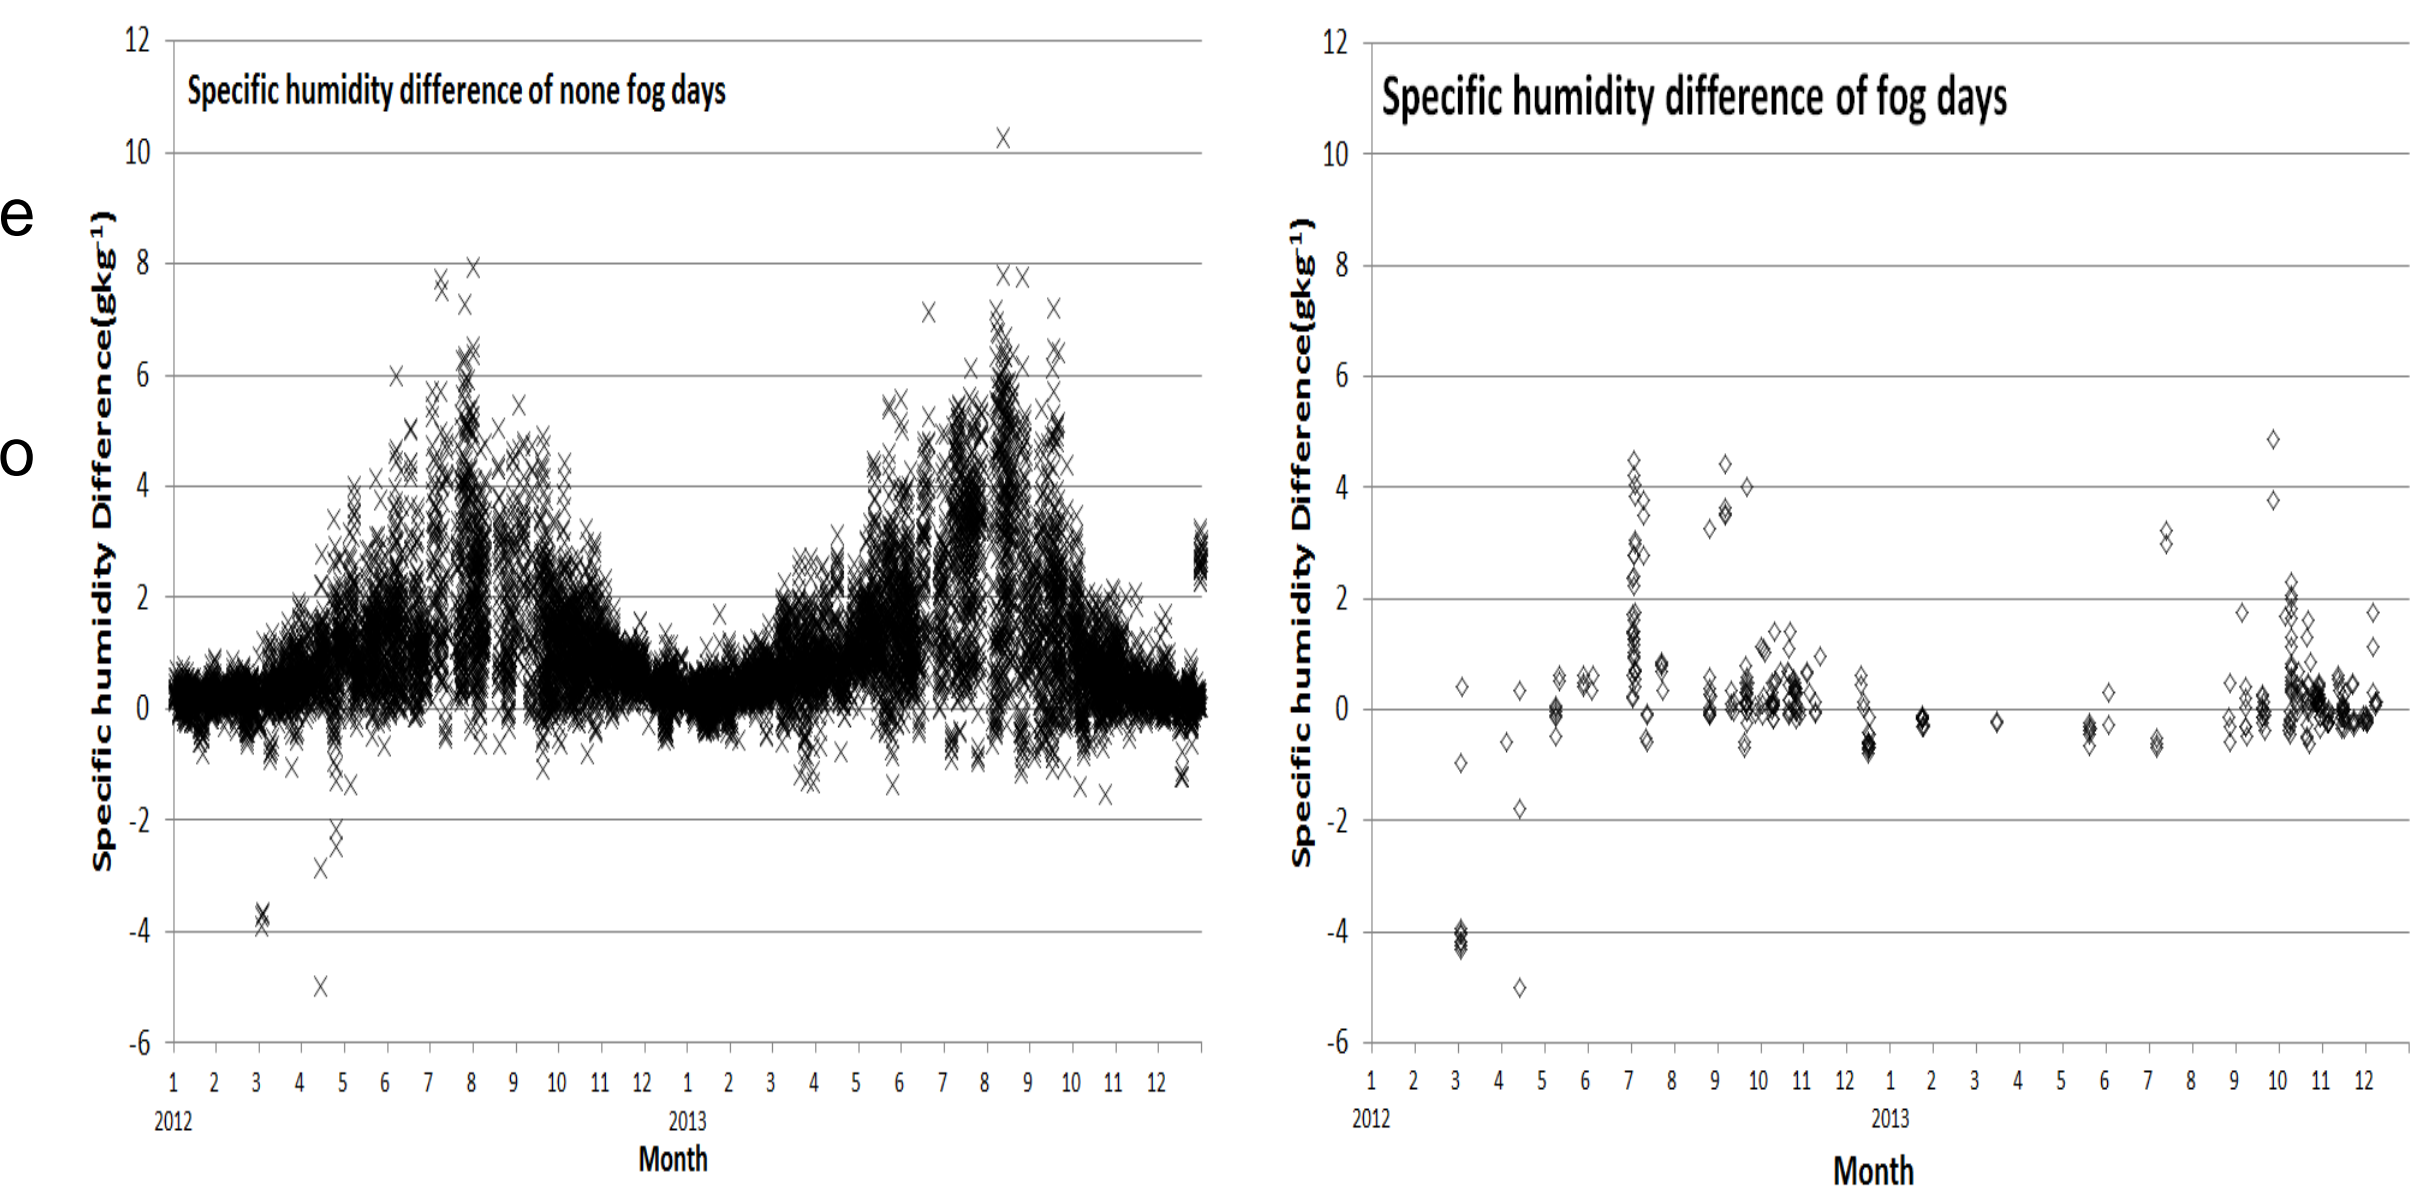 e
o
Specific humidity difference of none fog days
Specific humidity Difference(gkg⁻¹)
12
10
8
6
4
2
0
-2
-4
-6
1 2 3 4 5 6 7 8 9 10 11 12 1 2 3 4 5 6 7 8 9 10 11 12
2012 2013
Month
Specific humidity difference of fog days
Specific humidity Difference(gkg⁻¹)
12
10
8
6
4
2
0
-2
-4
-6
1 2 3 4 5 6 7 8 9 10 11 12 1 2 3 4 5 6 7 8 9 10 11 12
2012 2013
Month